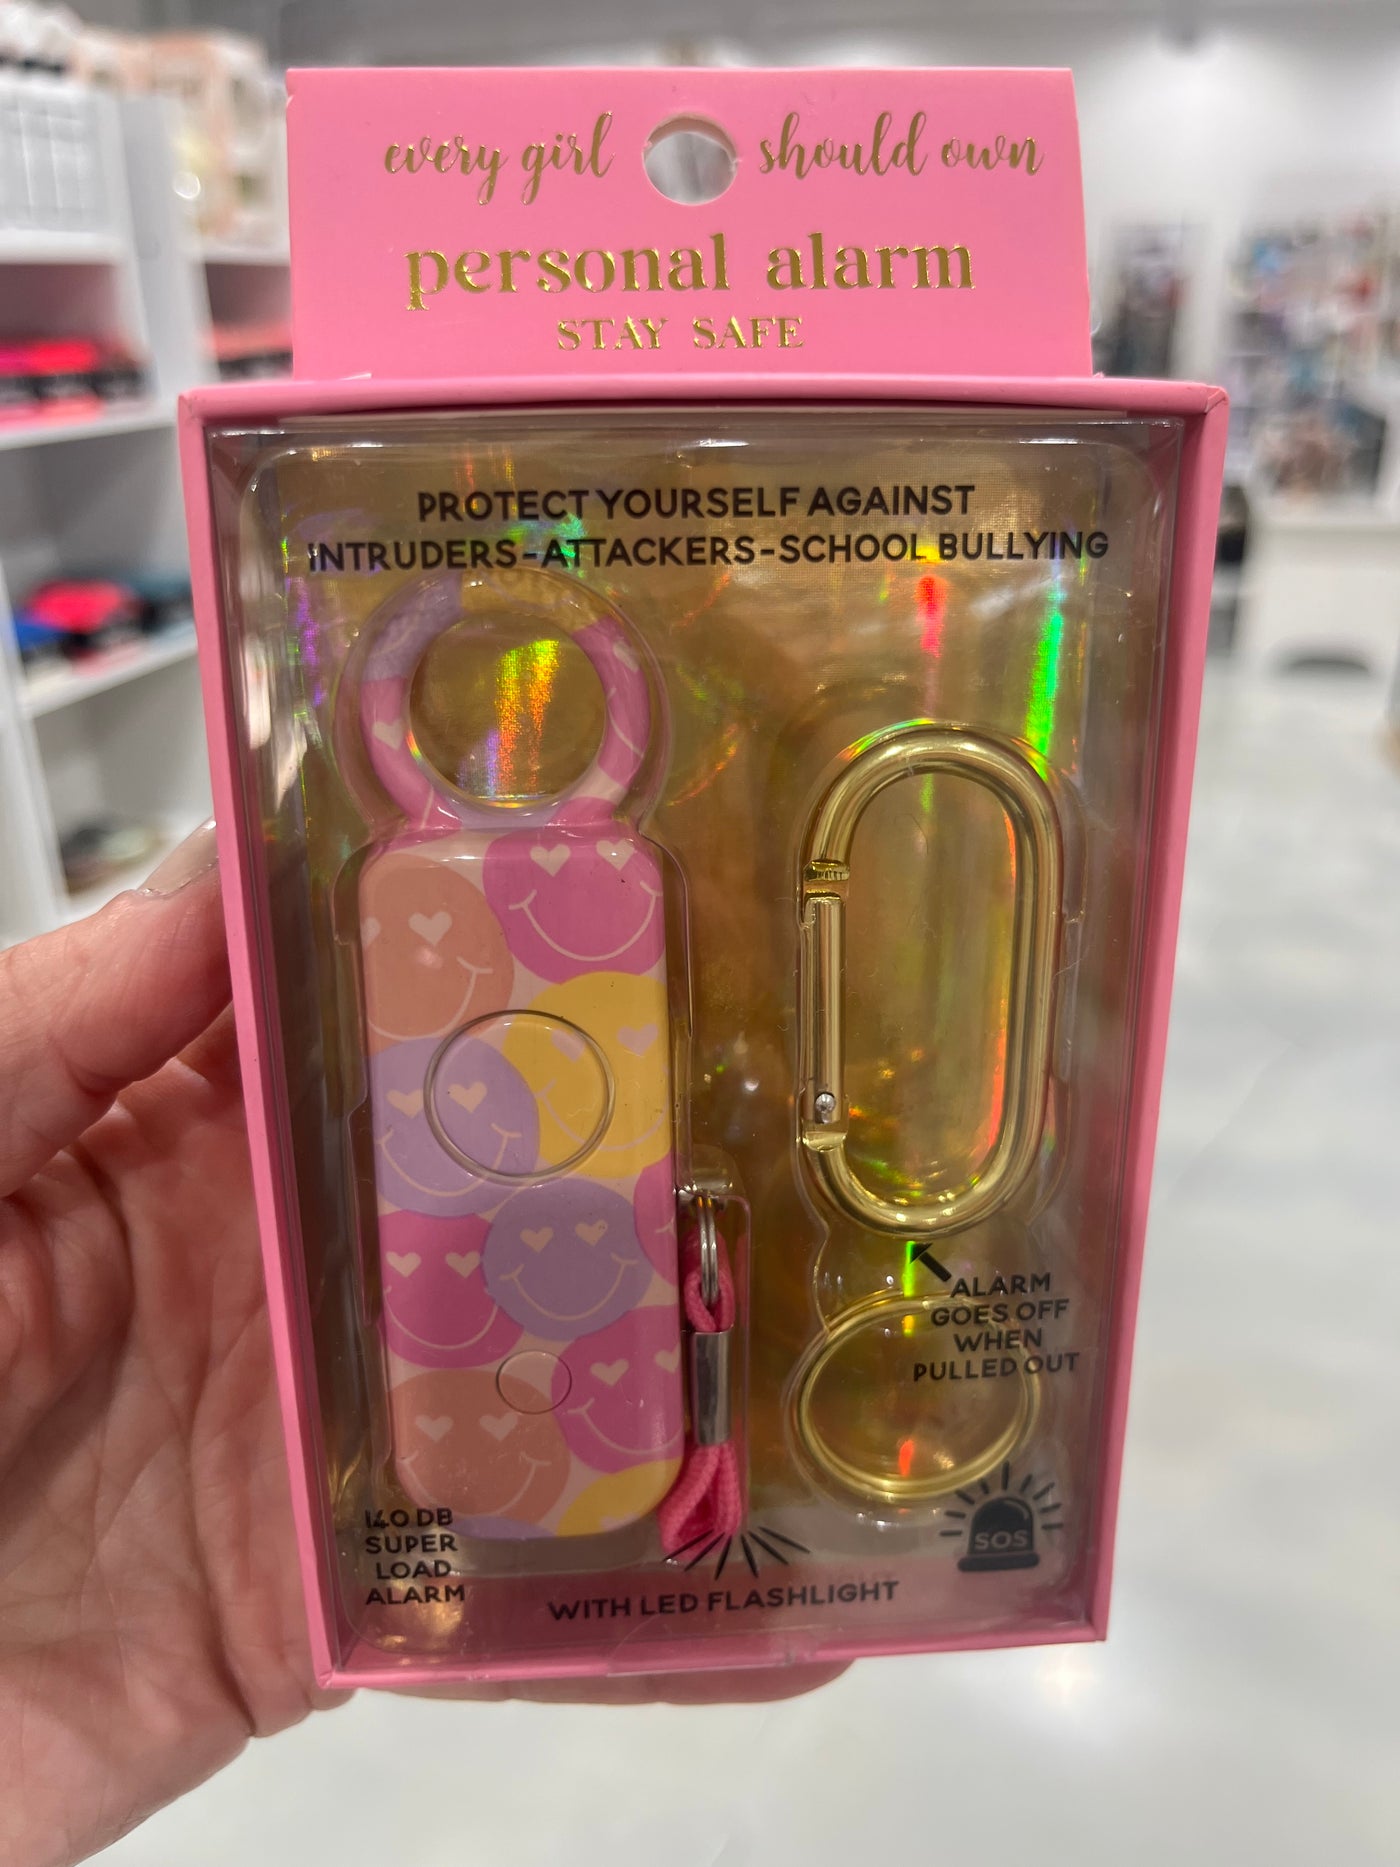 every girl should own
personal alarm
STAY SAFE
PROTECT YOURSELF AGAINST
INTRUDERS-ATTACKERS-SCHOOL BULLYING
ALARM
GOES OFF
WHEN
PULLED OUT
SOS
140 DB
SUPER
LOAD
ALARM
WITH LED FLASHLIGHT